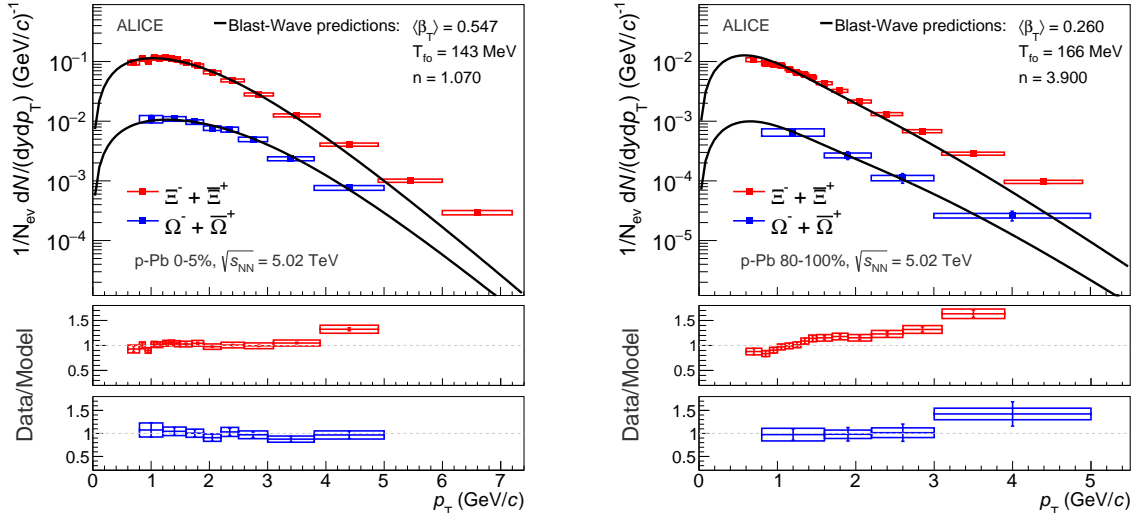 ALICE
Blast-Wave predictions:
⟨β_T⟩ = 0.547
T_fo = 143 MeV
n = 1.070
1/N_ev dN/(dydp_T) (GeV/c)^-1
10^-1
10^-2
10^-3
10^-4
Ξ^- + Ξ̅^+
Ω^- + Ω̅^+
p-Pb 0-5%, √s_NN = 5.02 TeV
Data/Model
1.5
1
0.5
1.5
1
0.5
0 1 2 3 4 5 6 7
p_T (GeV/c)
ALICE
Blast-Wave predictions:
⟨β_T⟩ = 0.260
T_fo = 166 MeV
n = 3.900
1/N_ev dN/(dydp_T) (GeV/c)^-1
10^-1
10^-2
10^-3
10^-4
Ξ^- + Ξ̅^+
Ω^- + Ω̅^+
p-Pb 80-100%, √s_NN = 5.02 TeV
Data/Model
1.5
1
0.5
1.5
1
0.5
0 1 2 3 4 5
p_T (GeV/c)